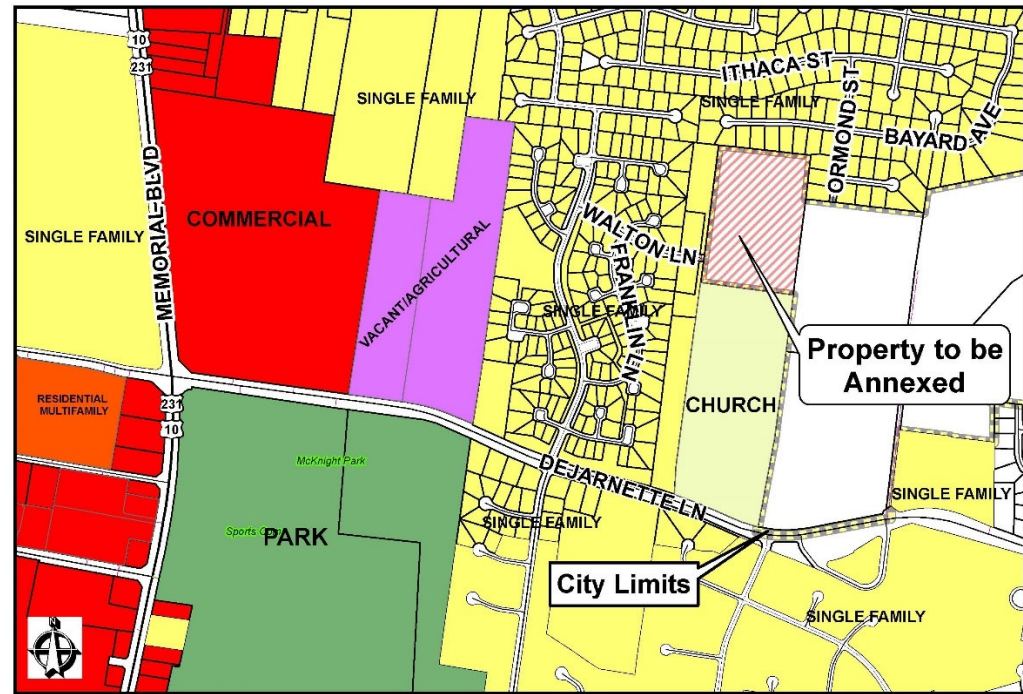 10
231
SINGLE FAMILY
ITHACA ST
SINGLE FAMILY
ORMOND ST
BAYARD AVE
MEMORIAL BLVD
SINGLE FAMILY
COMMERCIAL
VACANT/AGRICULTURAL
WALTON LN
FRANKLIN LN
SINGLE FAMILY
Property to be
Annexed
RESIDENTIAL
MULTIFAMILY
231
10
CHURCH
McKnight Park
DEJARNETTE LN
SINGLE FAMILY
SINGLE FAMILY
Sports
PARK
City Limits
SINGLE FAMILY